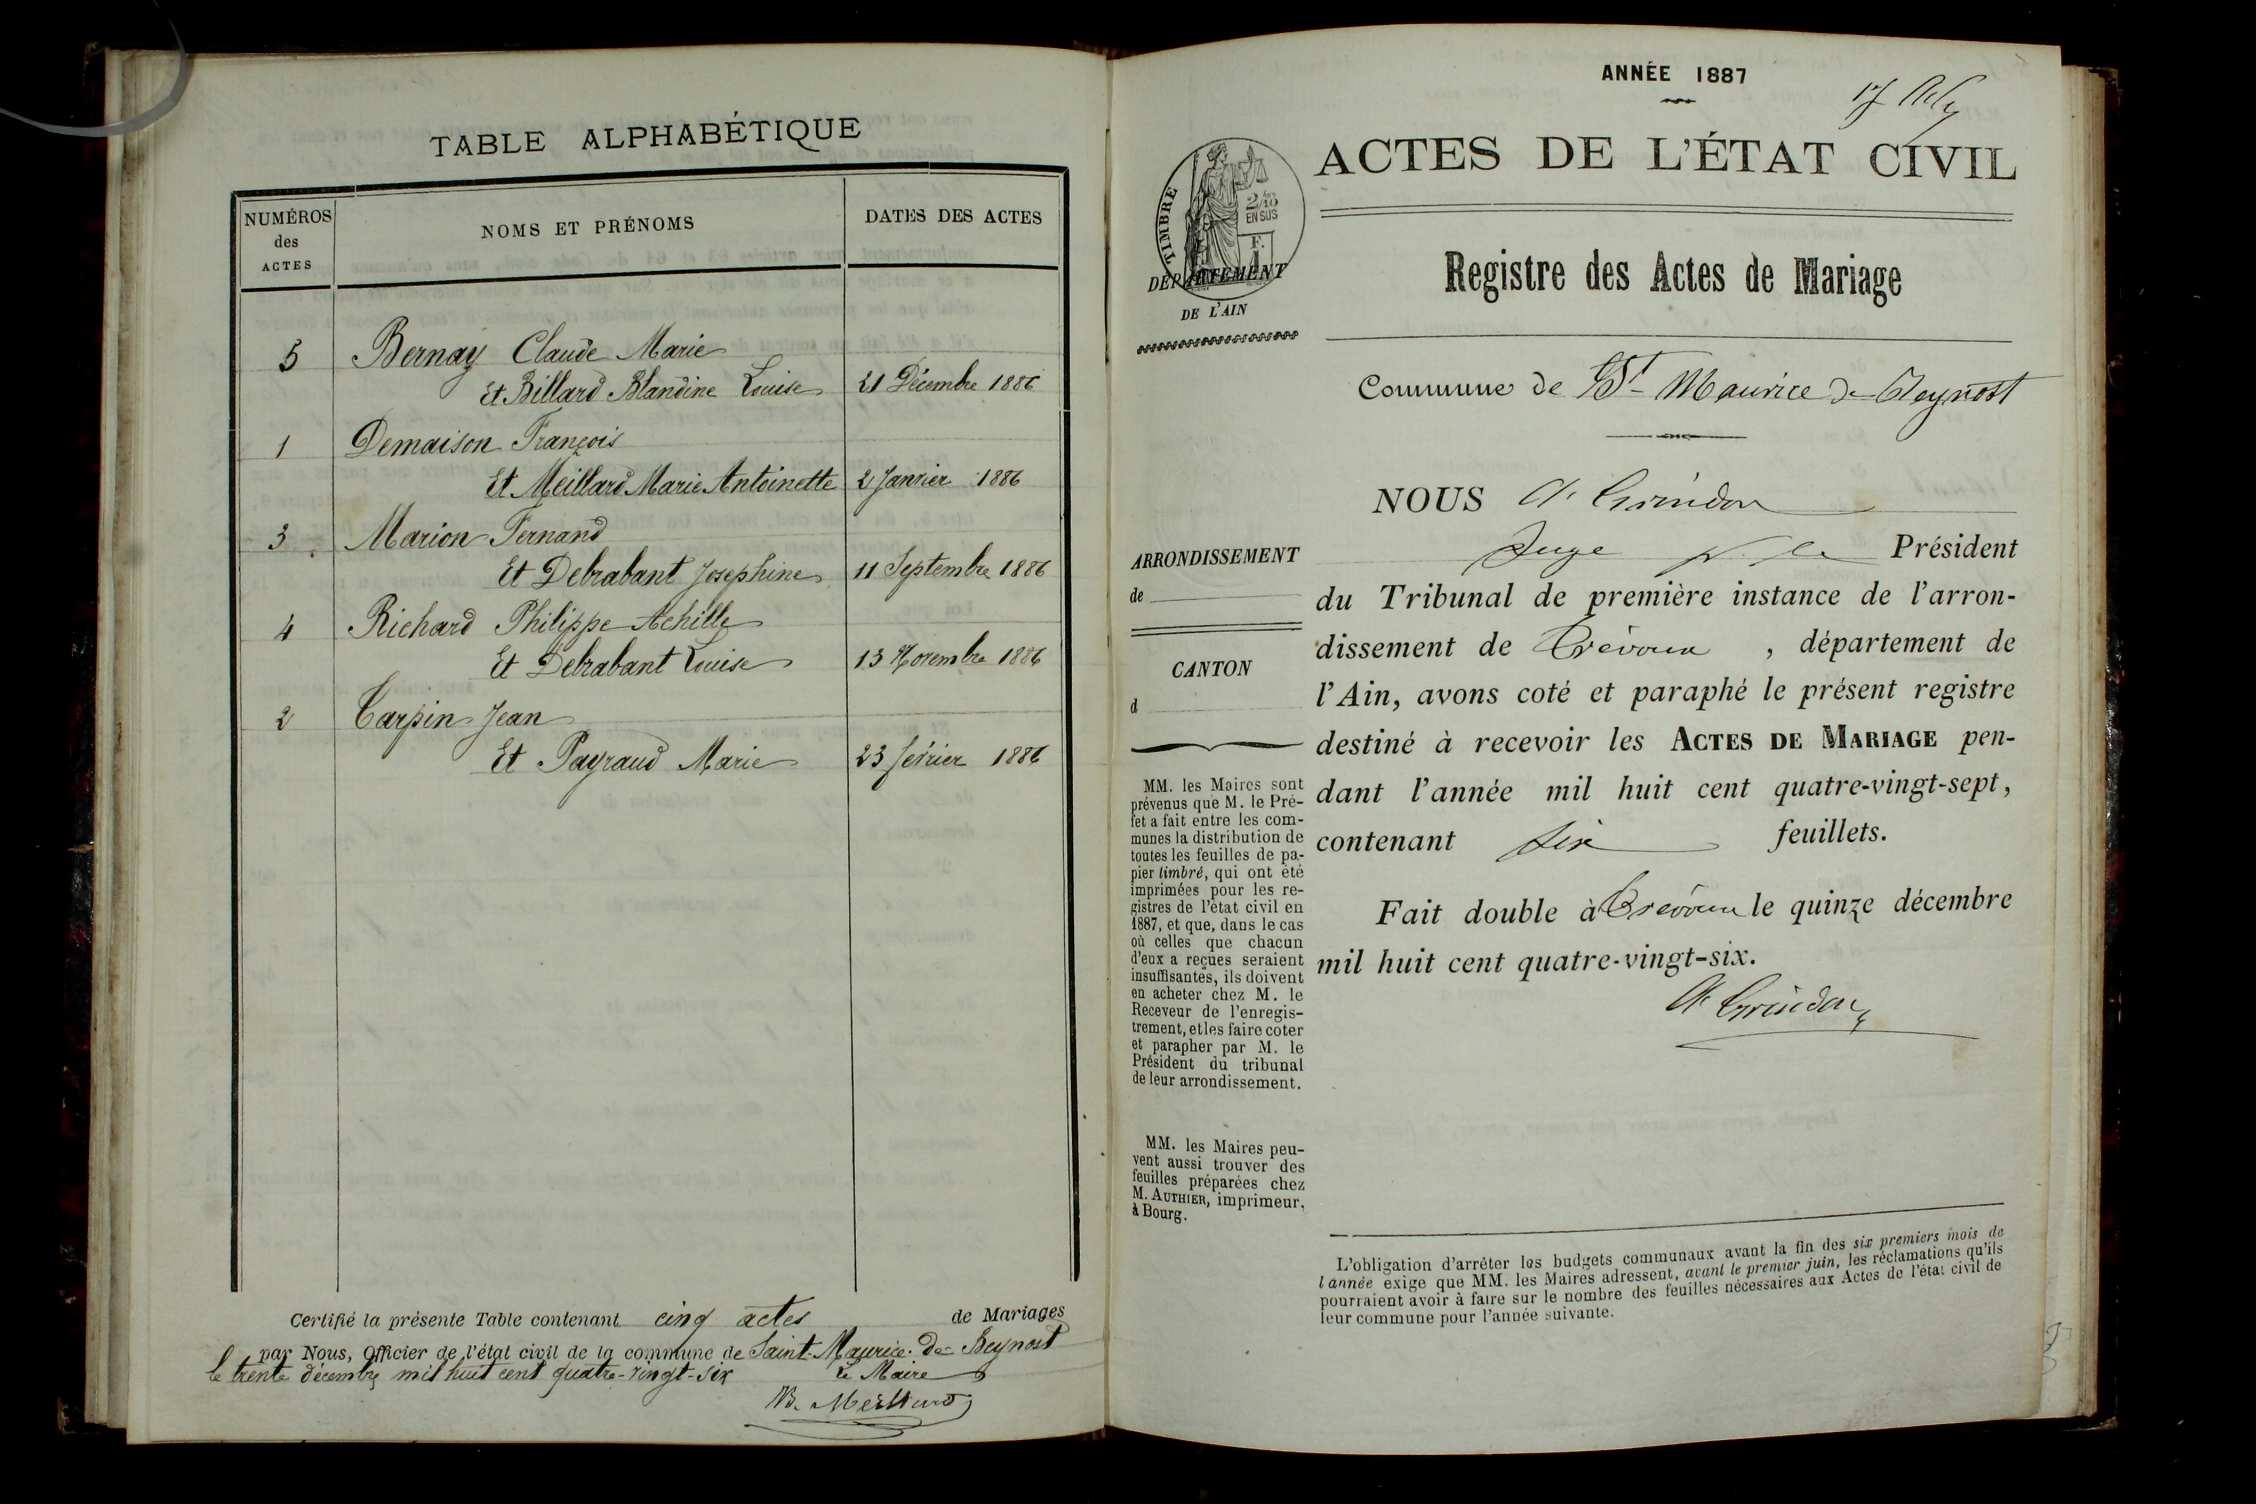 TABLE ALPHABÉTIQUE
NUMÉROS des ACTES
NOMS ET PRÉNOMS
DATES DES ACTES
5 Bernay Claude Marie
Et Billard Blandine Louise 21 Décembre 1886
1 Demaison François
Et Meillard Marie Antoinette 2 Janvier 1886
3 Marion Fernand
Et Debrabant Josephine 11 Septembre 1886
4 Richard Philippe Achille
Et Debrabant Louise 13 Novembre 1886
2 Carpin Jean
Et Payraud Marie 23 février 1886
Certifié la présente Table contenant cinq actes de Mariages
par Nous, Officier de l'état civil de la commune de Saint-Maurice-de-Beynost
le trente décembre mil huit cent quatre-vingt-six Le Maire
ANNÉE 1887
ACTES DE L'ÉTAT CIVIL
TIMBRE
2/10
EN SUS
F.
DÉPARTEMENT
DE L'AIN
Registre des Actes de Mariage
Commune de St Maurice de Beynost
NOUS A. Grindon
Juge Président
du Tribunal de première instance de l'arron-
dissement de Trévoux, département de
l'Ain, avons coté et paraphé le présent registre
destiné à recevoir les ACTES DE MARIAGE pen-
dant l'année mil huit cent quatre-vingt-sept,
contenant six feuillets.
Fait double à Trévoux le quinze décembre
mil huit cent quatre-vingt-six.
A. Grindon
ARRONDISSEMENT
de
CANTON
d
MM. les Maires sont
prévenus que M. le Pré-
fet a fait entre les com-
munes la distribution de
toutes les feuilles de pa-
pier timbré, qui ont été
imprimées pour les re-
gistres de l'état civil en
1887, et que, dans le cas
où celles que chacun
d'eux a reçues seraient
insuffisantes, ils doivent
en acheter chez M. le
Receveur de l'enregis-
trement, et les faire coter
et parapher par M. le
Président du tribunal
de leur arrondissement.
MM. les Maires peu-
vent aussi trouver des
feuilles préparées chez
M. AUTHIER, imprimeur,
à Bourg.
L'obligation d'arrêter les budgets communaux avant la fin des six premiers mois de
l'année exige que MM. les Maires adressent, avant le premier juin, les réclamations qu'ils
pourraient avoir à faire sur le nombre des feuilles nécessaires aux Actes de l'état civil de
leur commune pour l'année suivante.